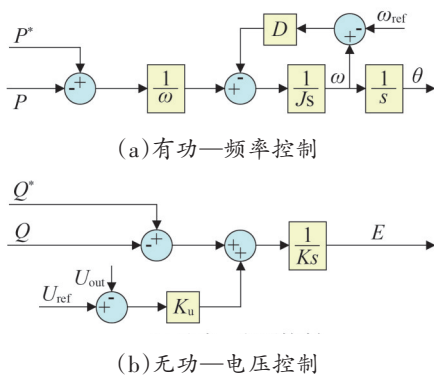 P*
P
- +
1/ω
- +
D
- +
ω_ref
1/Js
ω
1/s
θ
(a)有功—频率控制
Q*
Q
- +
+ +
1/Ks
E
U_out
U_ref
+ -
K_u
(b)无功—电压控制